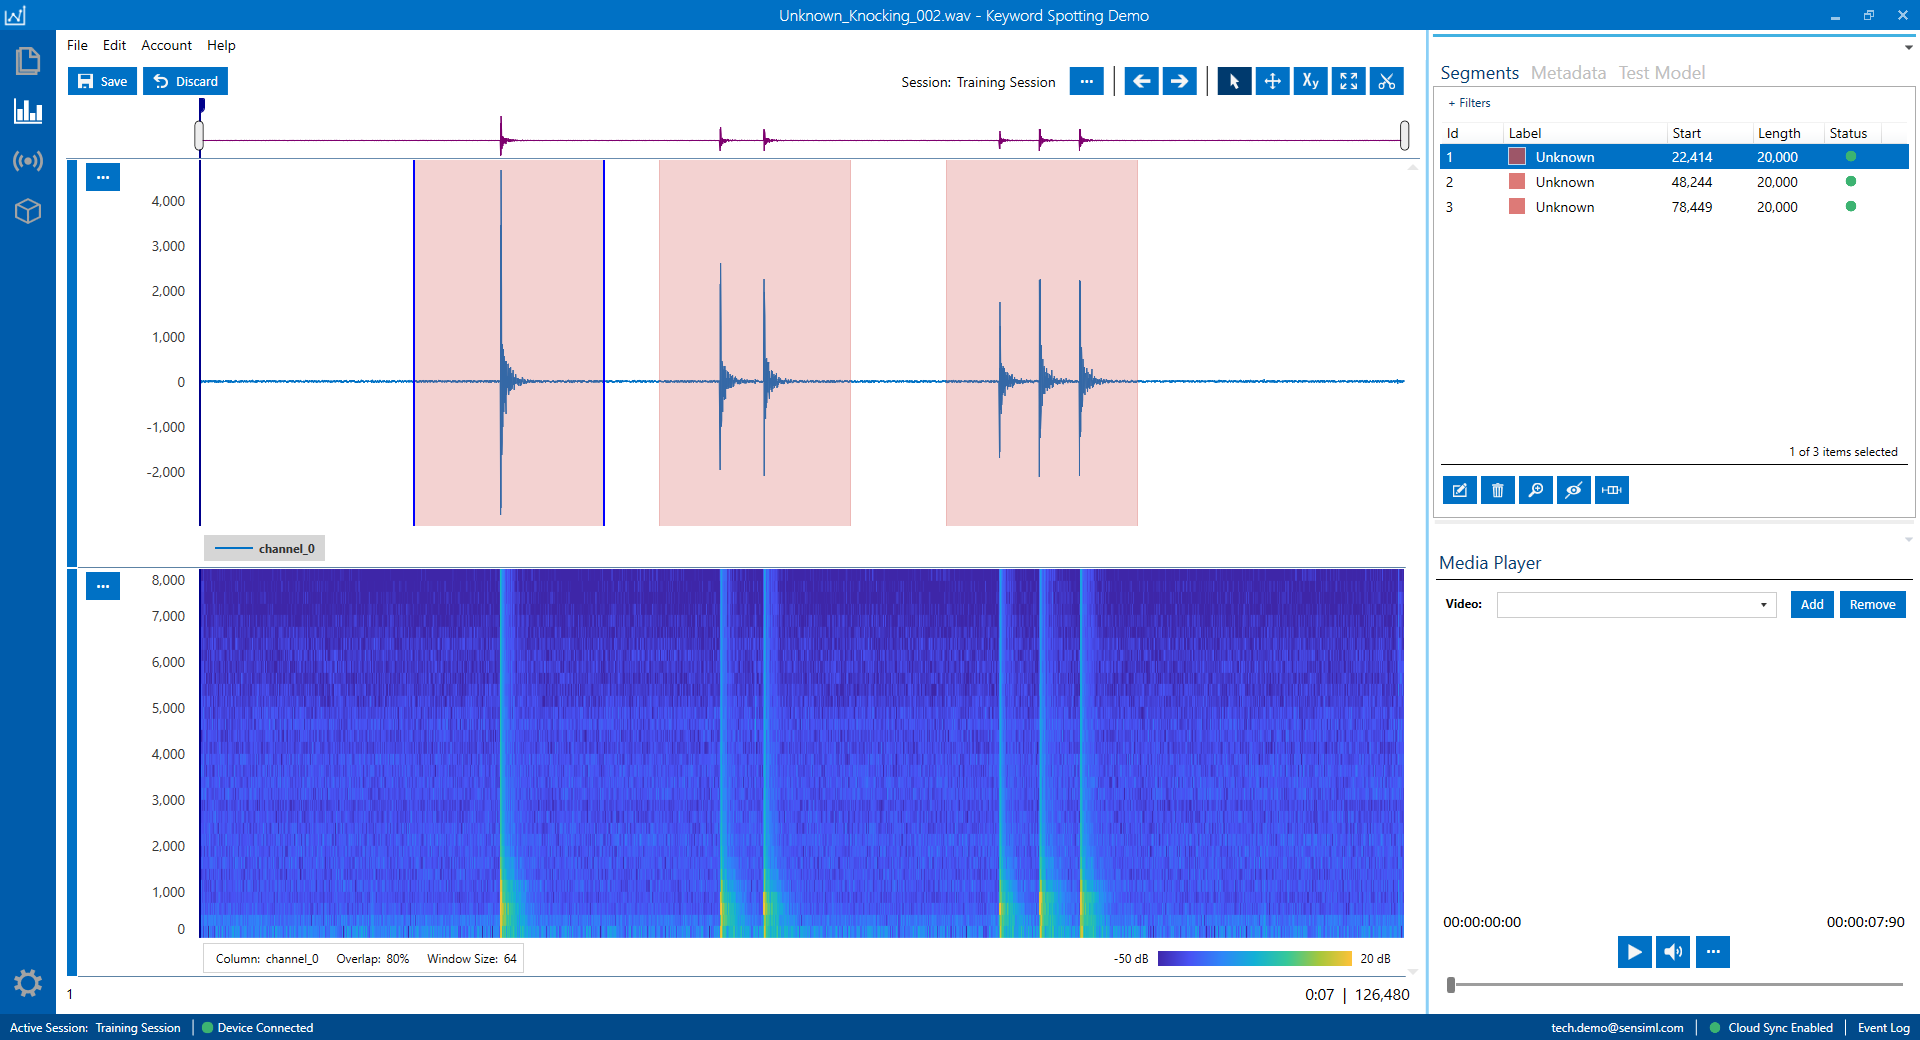 Unknown_Knocking_002.wav - Keyword Spotting Demo
File Edit Account Help
Save Discard
Session: Training Session
Segments Metadata Test Model
+ Filters
Id Label Start Length Status
1 Unknown 22,414 20,000
2 Unknown 48,244 20,000
3 Unknown 78,449 20,000
1 of 3 items selected
4,000
3,000
2,000
1,000
0
-1,000
-2,000
channel_0
8,000
7,000
6,000
5,000
4,000
3,000
2,000
1,000
0
Column: channel_0 Overlap: 80% Window Size: 64
-50 dB 20 dB
1 0:07 | 126,480
Media Player
Video: Add Remove
00:00:00:00 00:00:07:90
Active Session: Training Session Device Connected
tech.demo@sensiml.com Cloud Sync Enabled Event Log